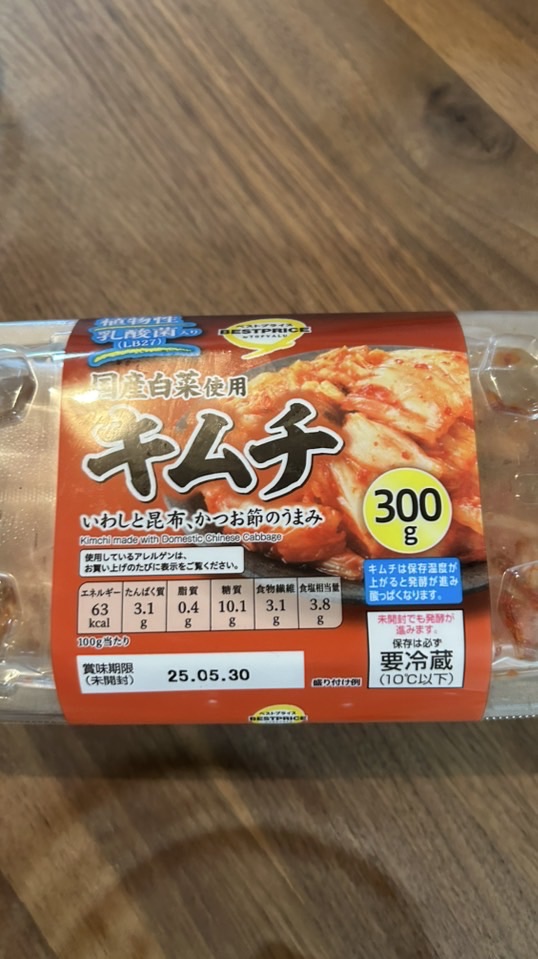 植物性
乳酸菌入り
(LB27)
ベストプライス
BESTPRICE
by TOPVALU
国産白菜使用
キムチ
いわしと昆布、かつお節のうまみ
Kimchi made with Domestic Chinese Cabbage
300
g
使用しているアレルゲンは、
お買い上げのたびに表示をご覧ください。
キムチは保存温度が
上がると発酵が進み
酸っぱくなります。
エネルギー たんぱく質 脂質 糖質 食物繊維 食塩相当量
63 3.1 0.4 10.1 3.1 3.8
kcal g g g g g
100g当たり
未開封でも発酵が
進みます。
保存は必ず
要冷蔵
(10℃以下)
賞味期限
(未開封)
25.05.30
盛り付け例
ベストプライス
BESTPRICE